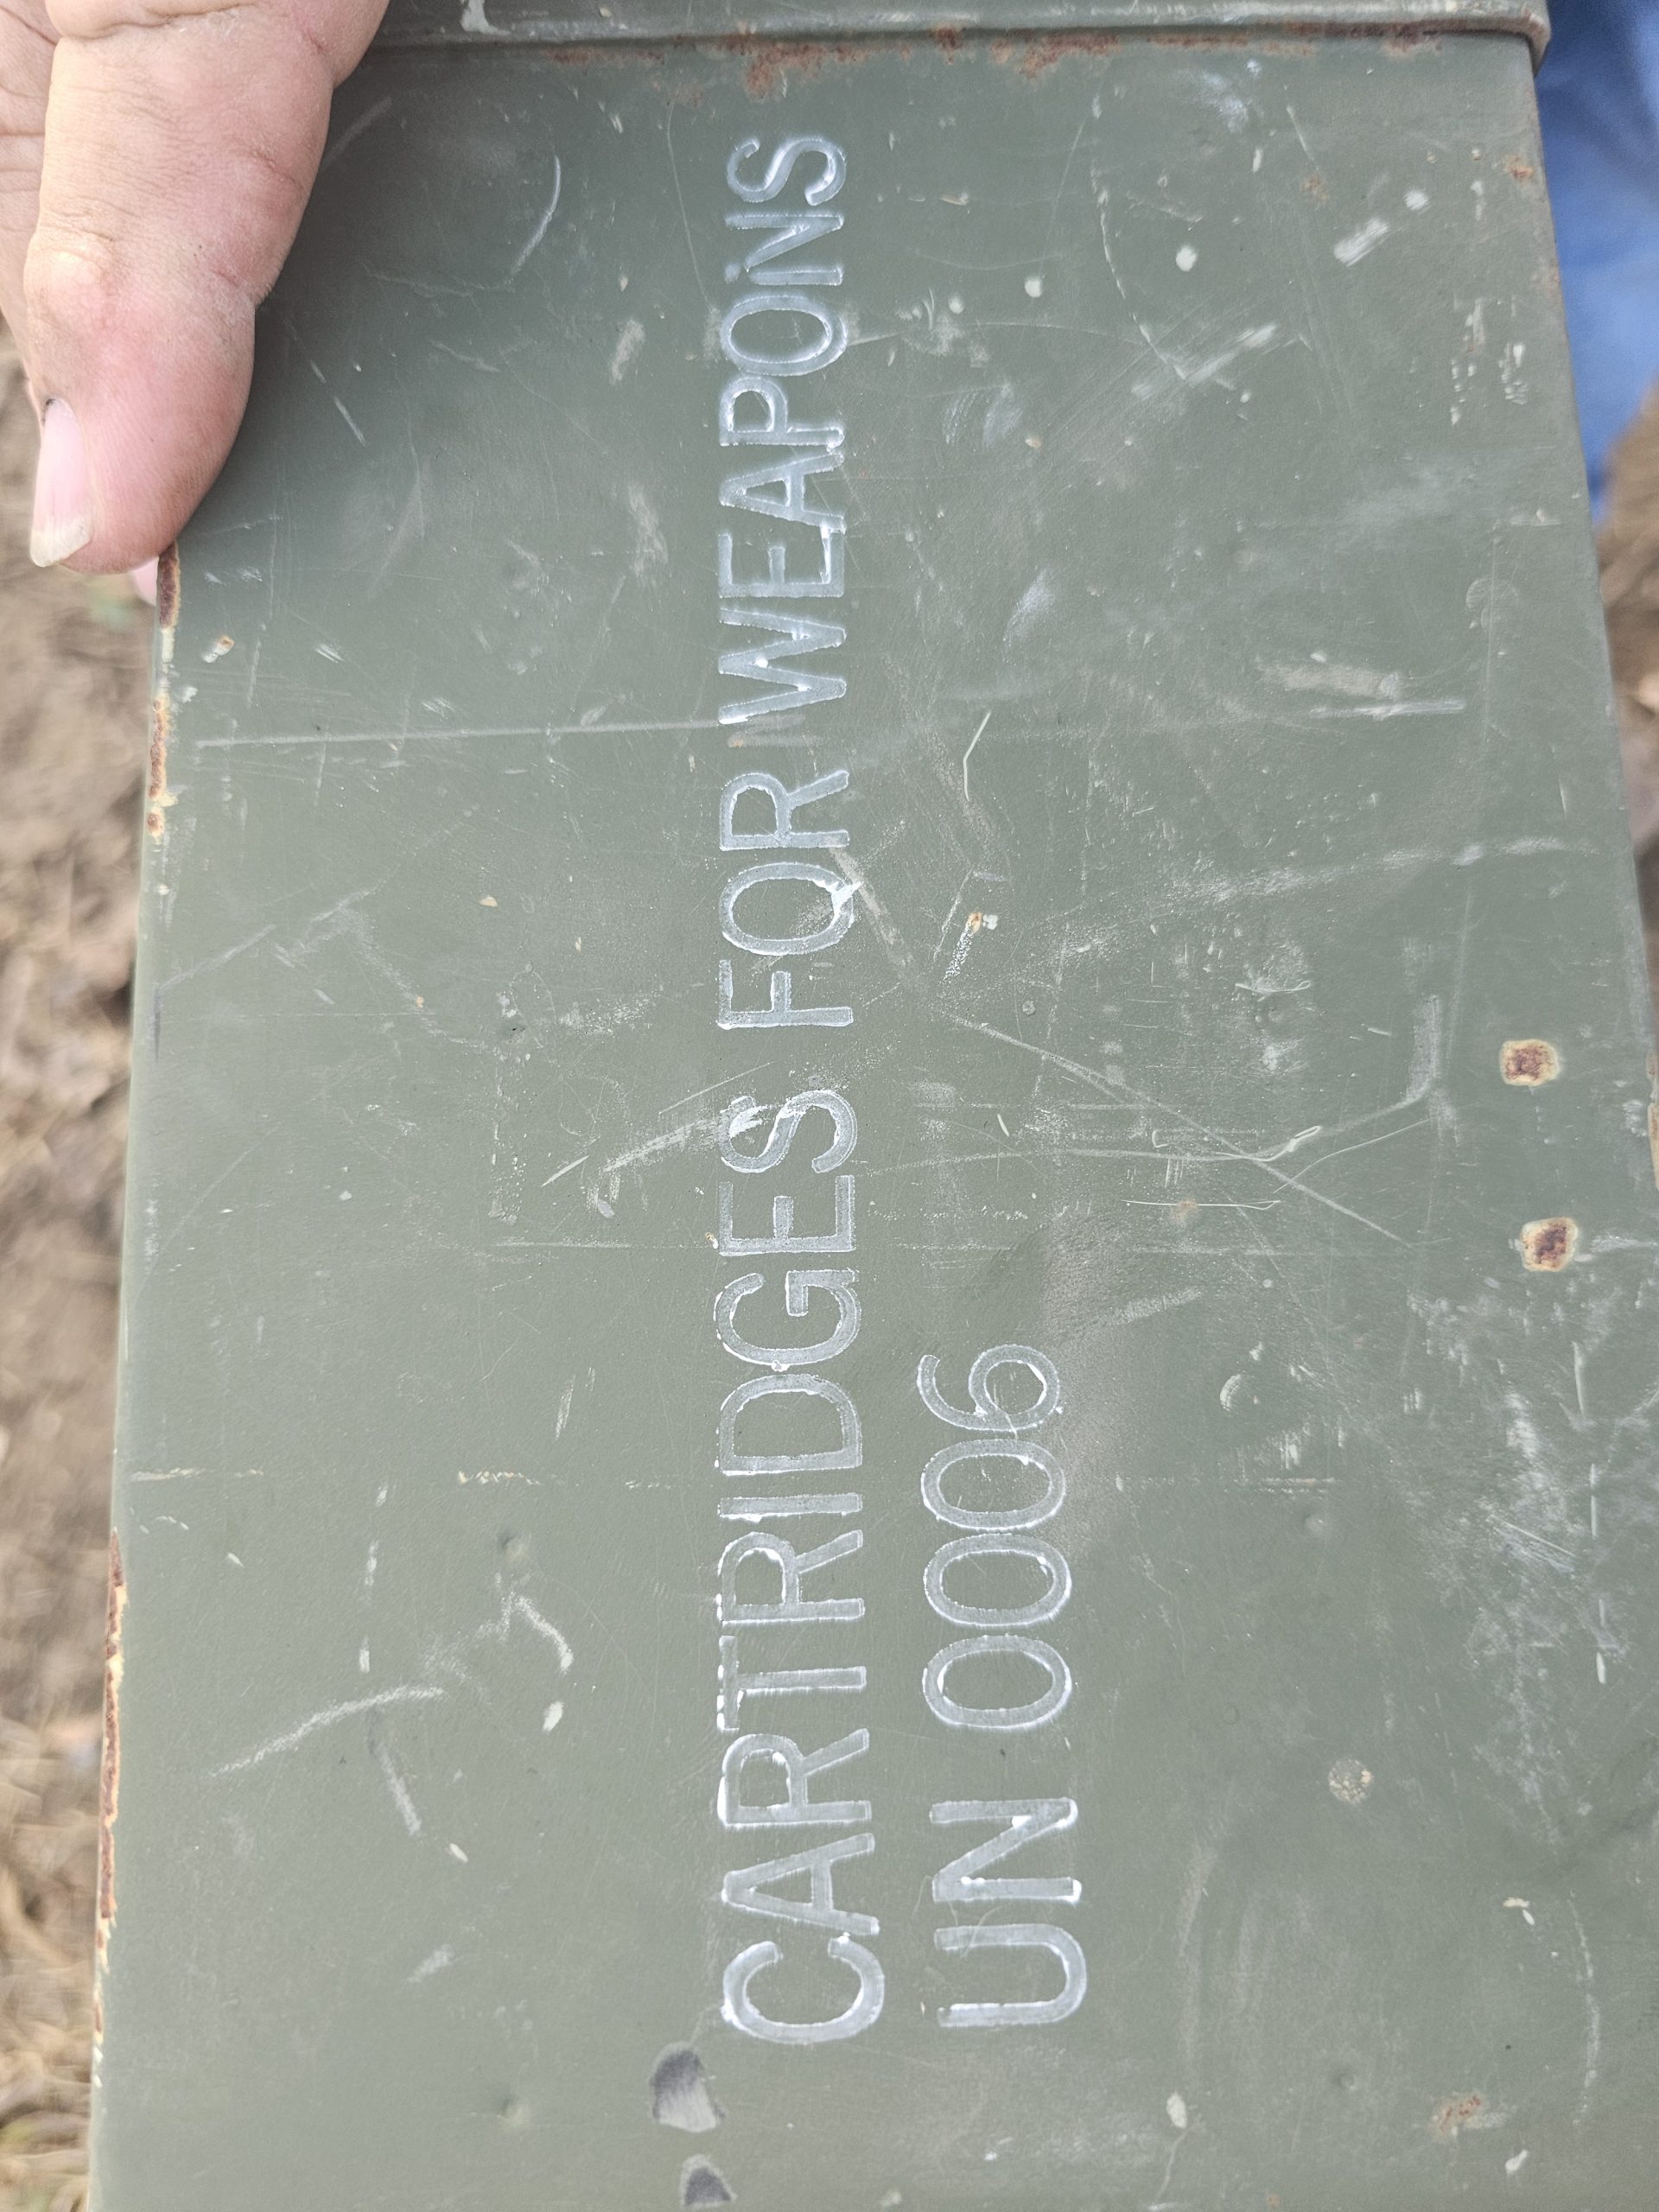 CARTRIDGES FOR WEAPONS
UN 0006